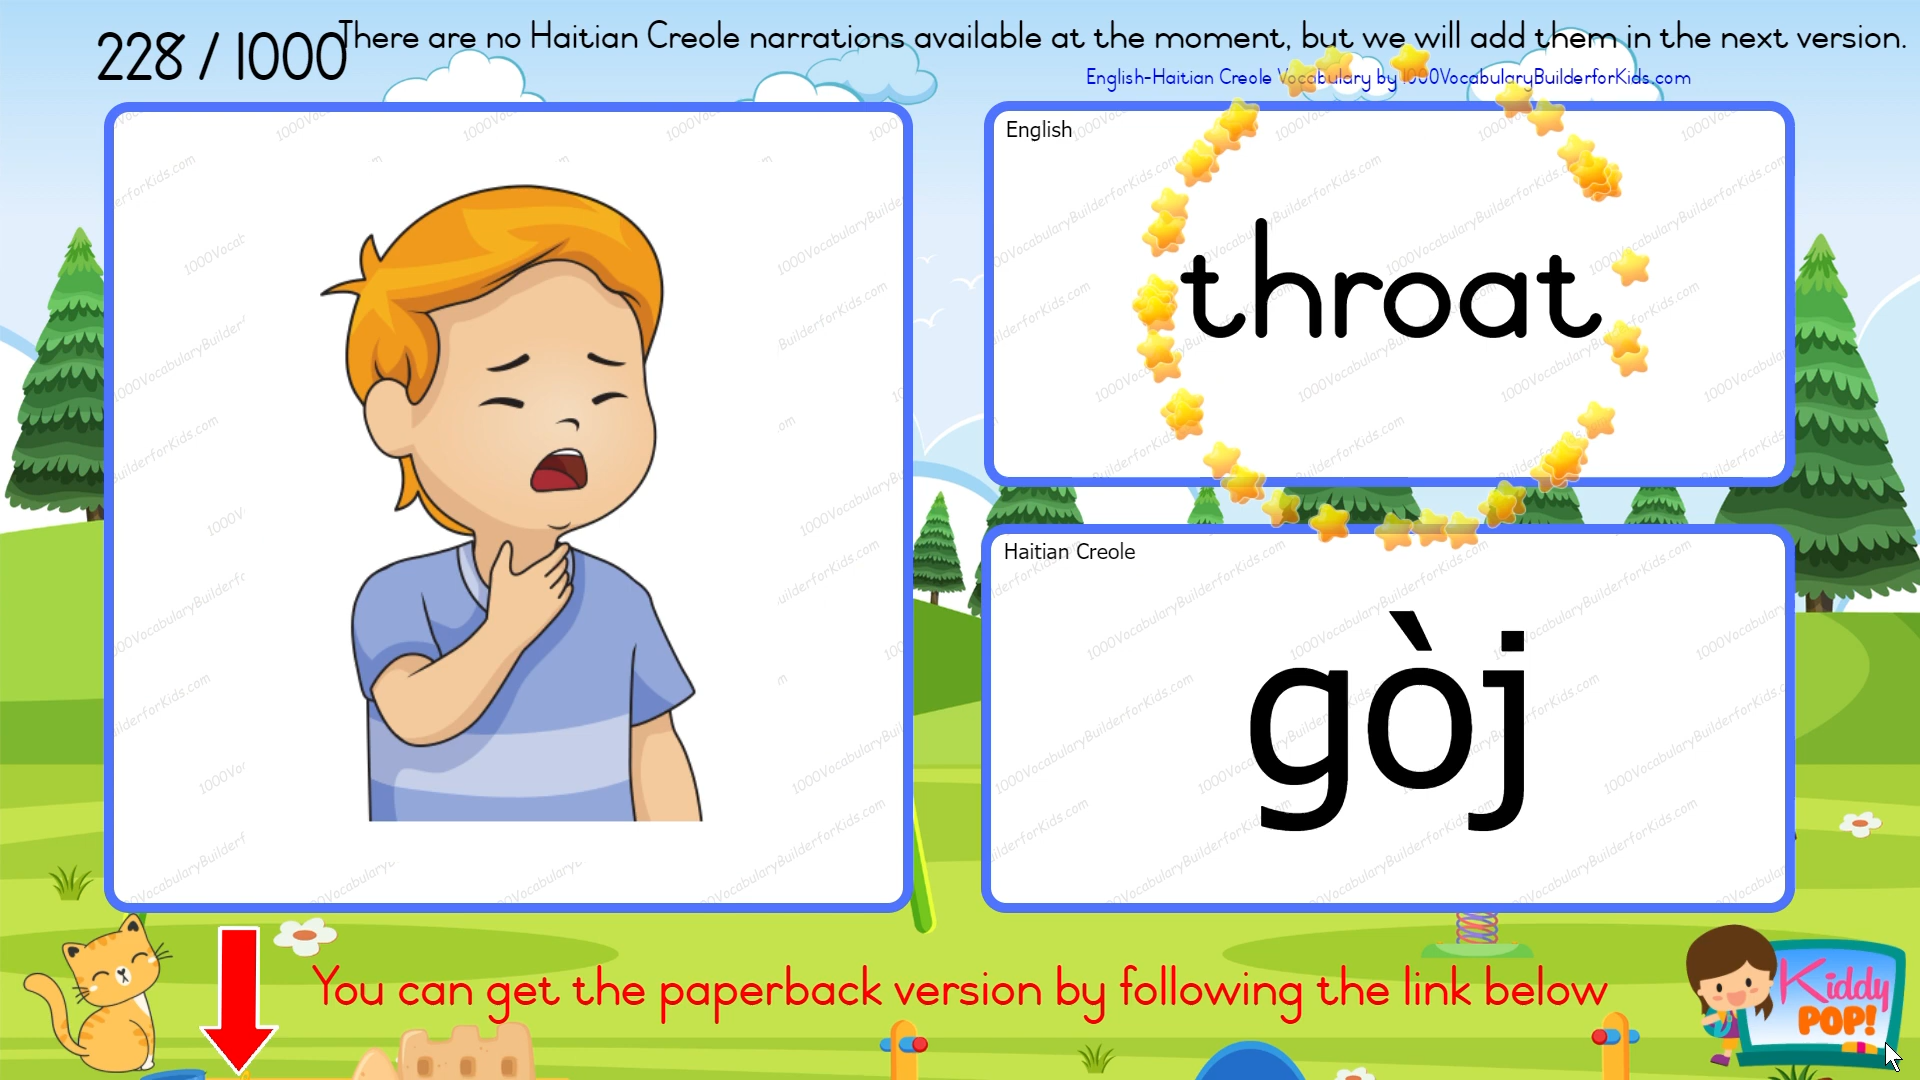 228 / 1000
There are no Haitian Creole narrations available at the moment, but we will add them in the next version.
English-Haitian Creole Vocabulary by 1000VocabularyBuilderforKids.com
English
throat
Haitian Creole
gòj
You can get the paperback version by following the link below
Kiddy
POP!